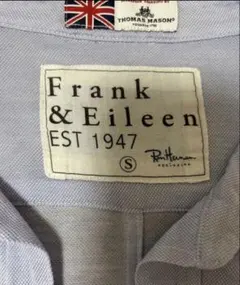 THOMAS MASON
Frank
& Eileen
EST 1947
S
Ron Herman